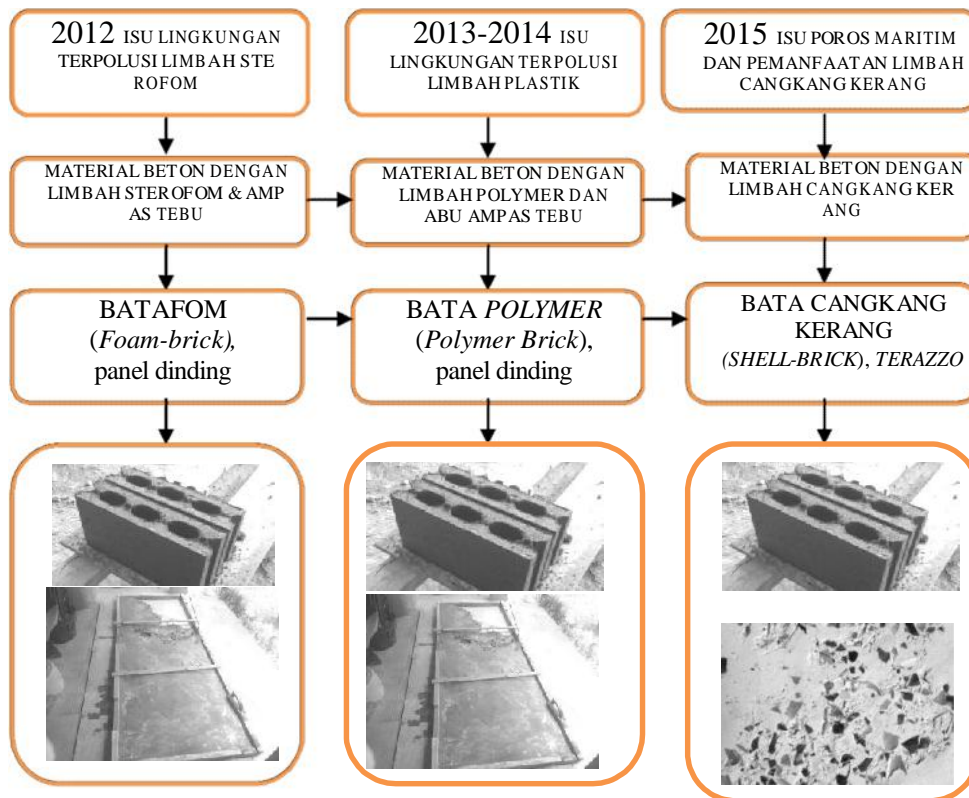 2012 ISU LINGKUNGAN
TERPOLUSI LIMBAH STE
ROFOM
2013-2014 ISU
LINGKUNGAN TERPOLUSI
LIMBAH PLASTIK
2015 ISU POROS MARITIM
DAN PEMANFAATAN LIMBAH
CANGKANG KERANG
MATERIAL BETON DENGAN
LIMBAH STEROFOM & AMP
AS TEBU
MATERIAL BETON DENGAN
LIMBAH POLYMER DAN
ABU AMPAS TEBU
MATERIAL BETON DENGAN
LIMBAH CANGKANG KER
ANG
BATAFOM
(Foam-brick),
panel dinding
BATA POLYMER
(Polymer Brick),
panel dinding
BATA CANGKANG
KERANG
(SHELL-BRICK), TERAZZO